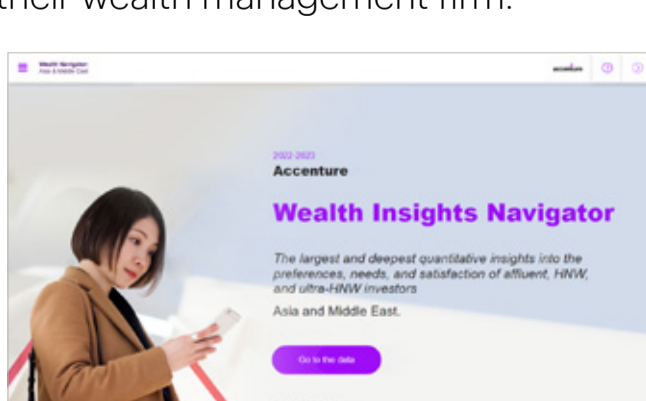 their wealth management firm.
Wealth Navigator
Asia & Middle East
accenture
2022-2023
Accenture
Wealth Insights Navigator
The largest and deepest quantitative insights into the
preferences, needs, and satisfaction of affluent, HNW,
and ultra-HNW investors
Asia and Middle East.
Go to the data